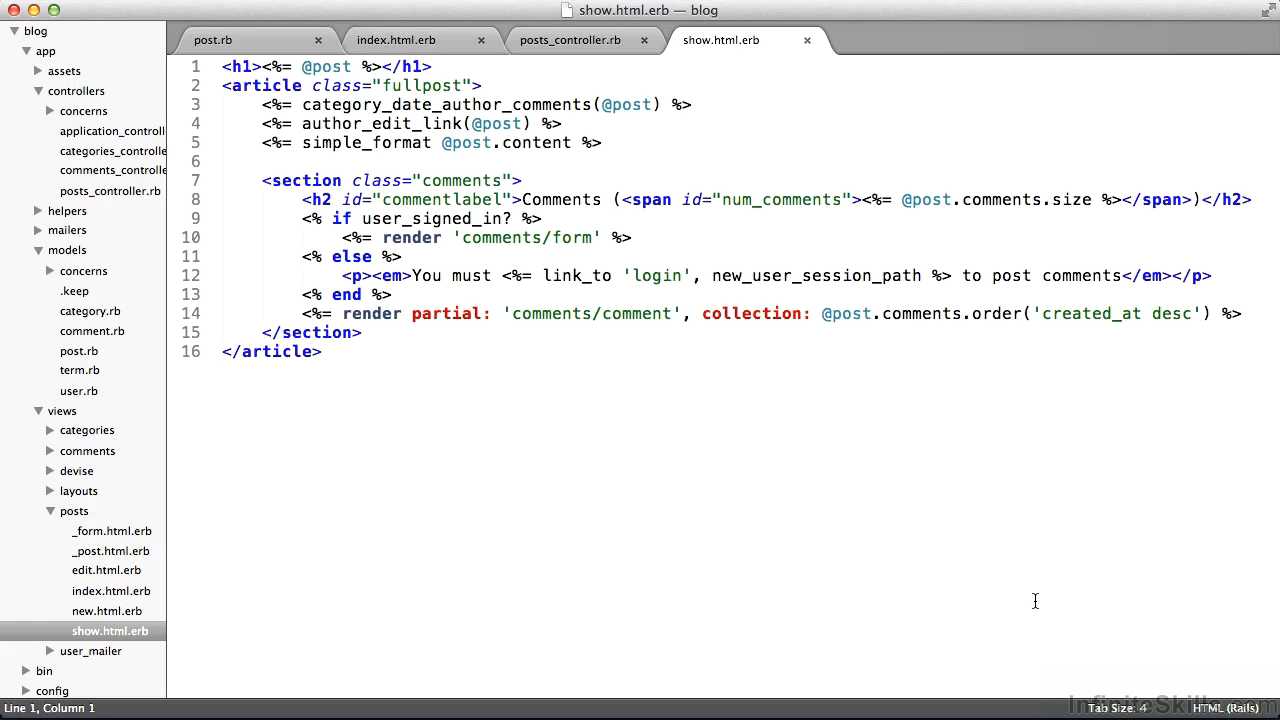 show.html.erb — blog
blog
app
assets
controllers
concerns
application_controll
categories_controlle
comments_controlle
posts_controller.rb
helpers
mailers
models
concerns
.keep
category.rb
comment.rb
post.rb
term.rb
user.rb
views
categories
comments
devise
layouts
posts
_form.html.erb
_post.html.erb
edit.html.erb
index.html.erb
new.html.erb
show.html.erb
user_mailer
bin
config
post.rb × index.html.erb × posts_controller.rb × show.html.erb ×
1 <h1><%= @post %></h1>
2 <article class="fullpost">
3 <%= category_date_author_comments(@post) %>
4 <%= author_edit_link(@post) %>
5 <%= simple_format @post.content %>
6
7 <section class="comments">
8 <h2 id="commentlabel">Comments (<span id="num_comments"><%= @post.comments.size %></span>)</h2>
9 <% if user_signed_in? %>
10 <%= render 'comments/form' %>
11 <% else %>
12 <p><em>You must <%= link_to 'login', new_user_session_path %> to post comments</em></p>
13 <% end %>
14 <%= render partial: 'comments/comment', collection: @post.comments.order('created_at desc') %>
15 </section>
16 </article>
InfiniteSkills.com
Line 1, Column 1 Tab Size: 4 HTML (Rails)